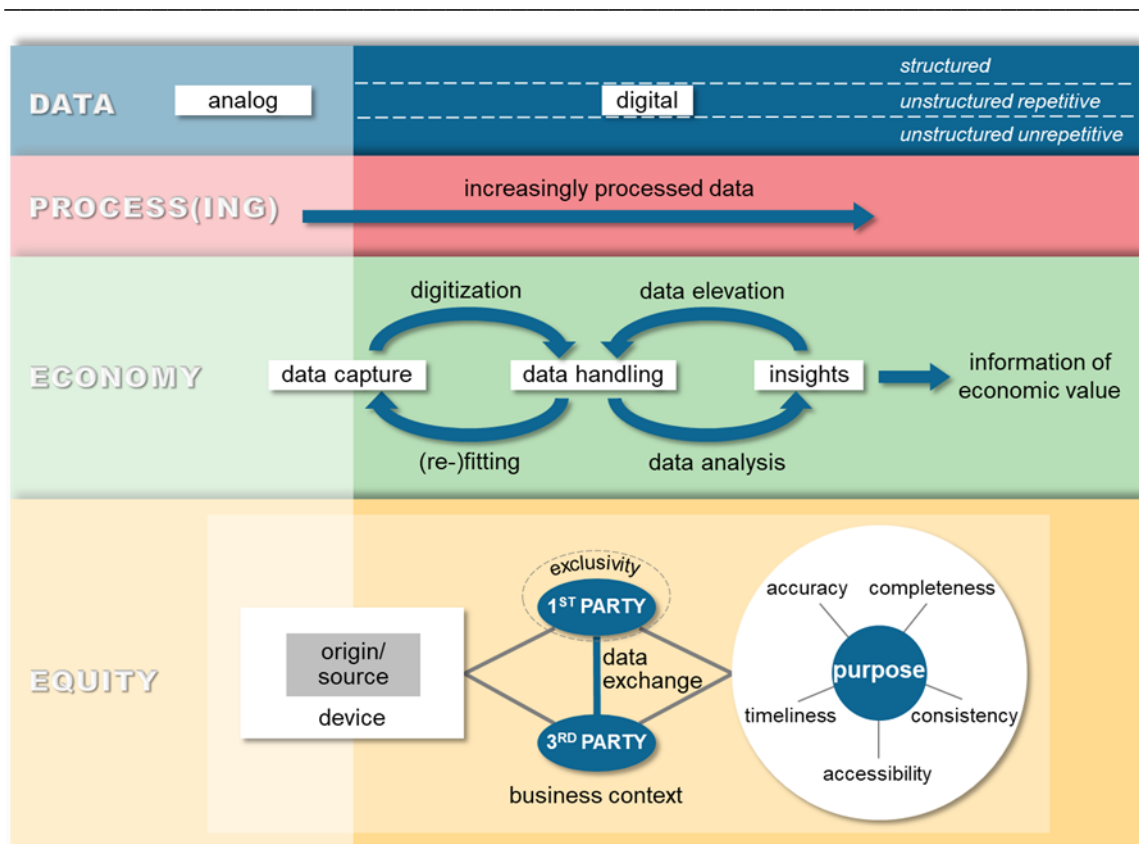 DATA
analog
digital
structured
unstructured repetitive
unstructured unrepetitive
PROCESS(ING)
increasingly processed data
ECONOMY
digitization
data elevation
data capture
data handling
insights
information of
economic value
(re-)fitting
data analysis
EQUITY
origin/
source
device
exclusivity
1ST PARTY
data
exchange
3RD PARTY
business context
accuracy
completeness
purpose
timeliness
consistency
accessibility